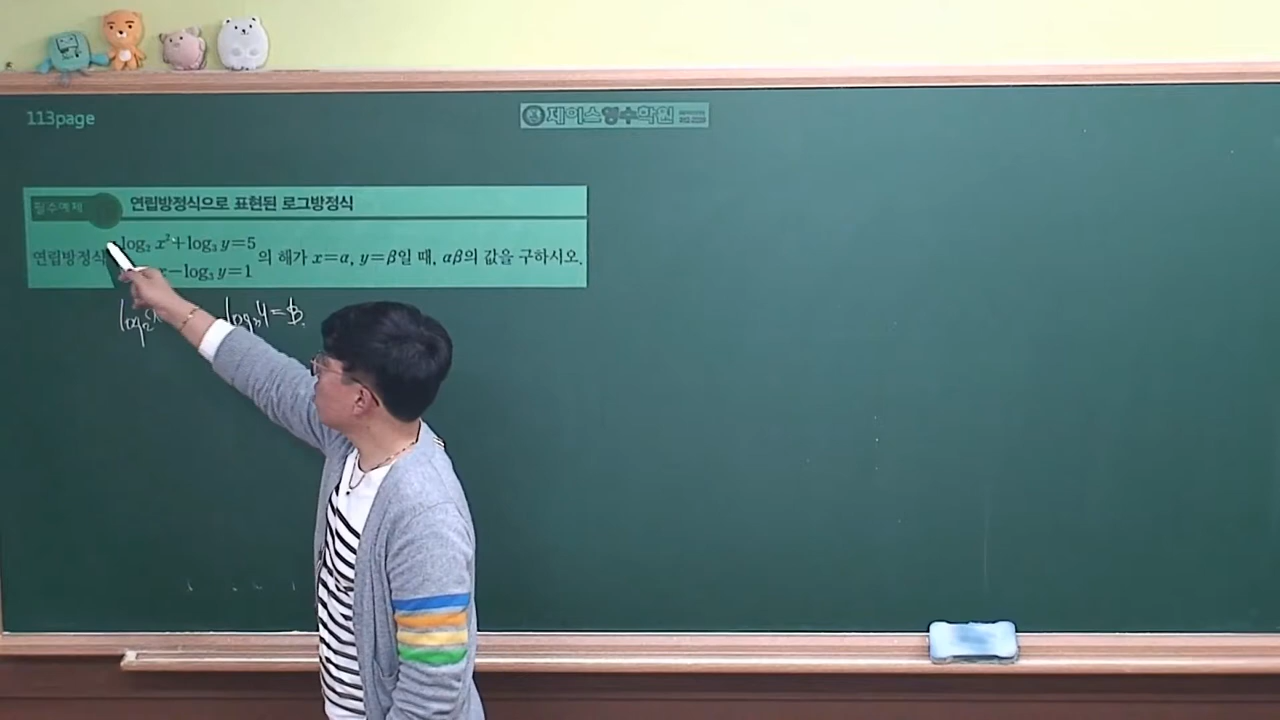 113page
제이스영수학원
필수예제
연립방정식으로 표현된 로그방정식
log₂ x²+log₃ y=5
연립방정식 의 해가 x=α, y=β일 때, αβ의 값을 구하시오.
x−log₃ y=1
log₂ log₃y=B